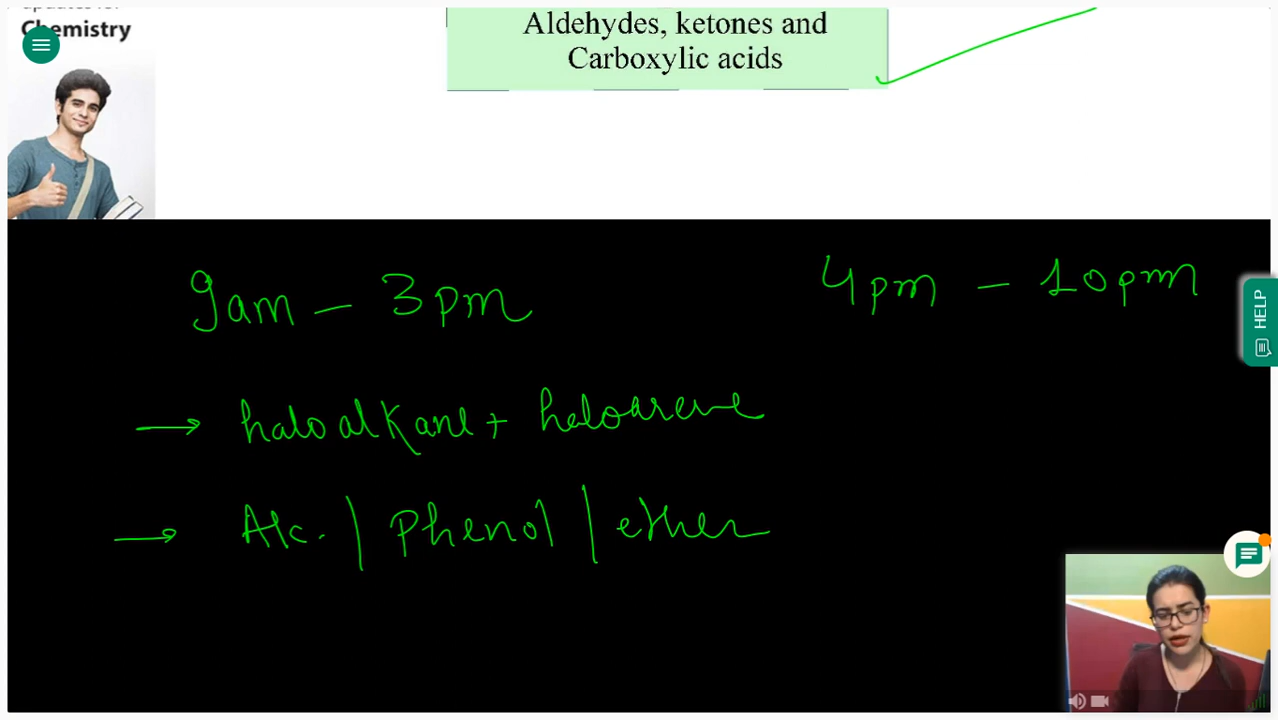 Chemistry
Aldehydes, ketones and
Carboxylic acids
9am – 3pm
4pm – 10pm
→ haloalkane + haloarene
→ Alc. | Phenol | ether
HELP